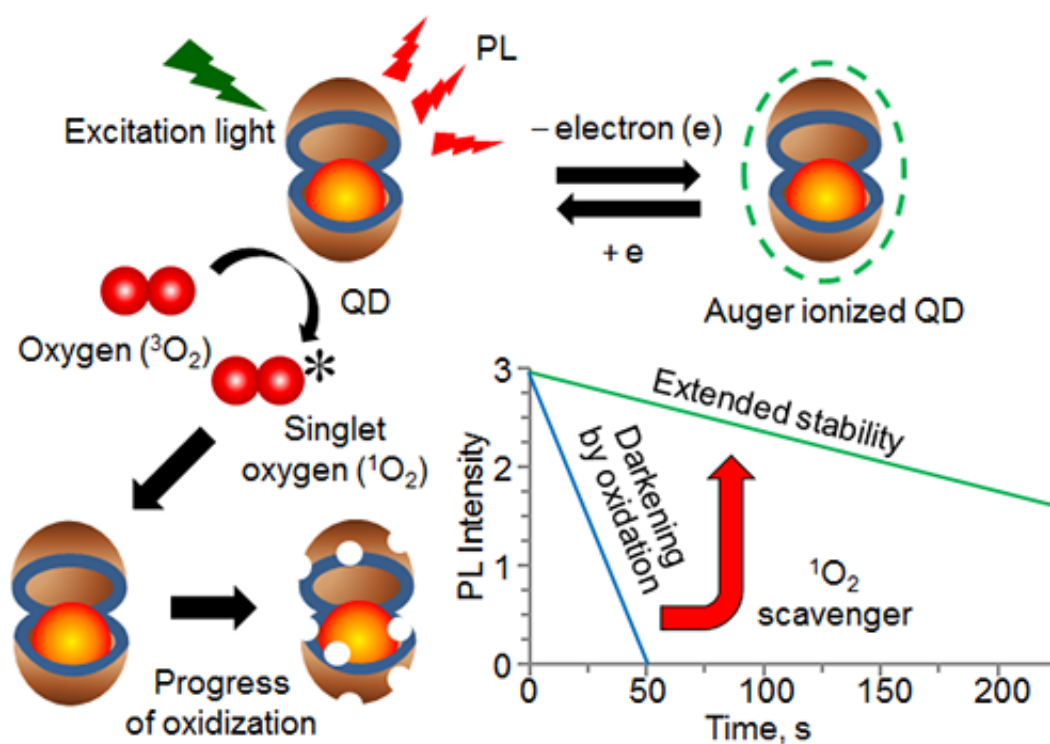 PL
Excitation light
− electron (e)
+ e
QD
Auger ionized QD
Oxygen (³O₂)
*
Singlet
oxygen (¹O₂)
Progress
of oxidization
PL Intensity
3
2
1
0
Extended stability
Darkening
by oxidation
¹O₂
scavenger
0 50 100 150 200
Time, s